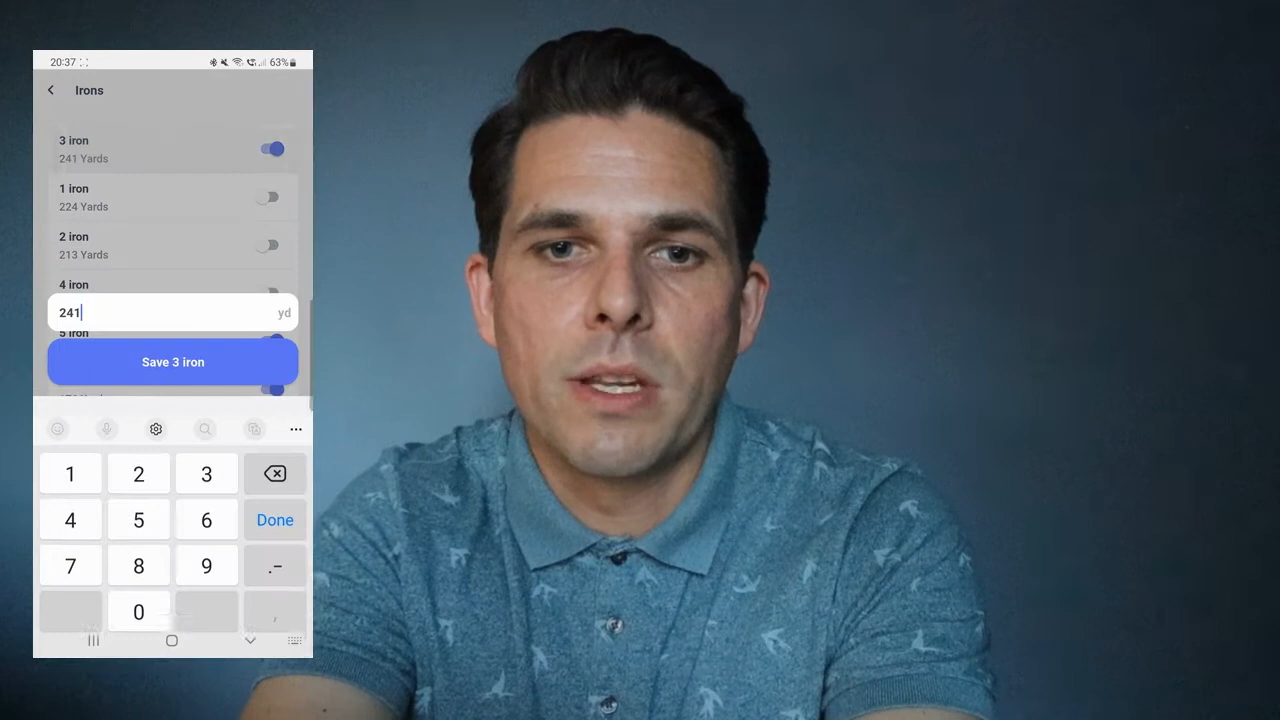 20:37
63%
Irons
3 iron
241 Yards
1 iron
224 Yards
2 iron
213 Yards
4 iron
241 yd
5 iron
Save 3 iron
1 2 3
4 5 6 Done
7 8 9 .-
0 ,